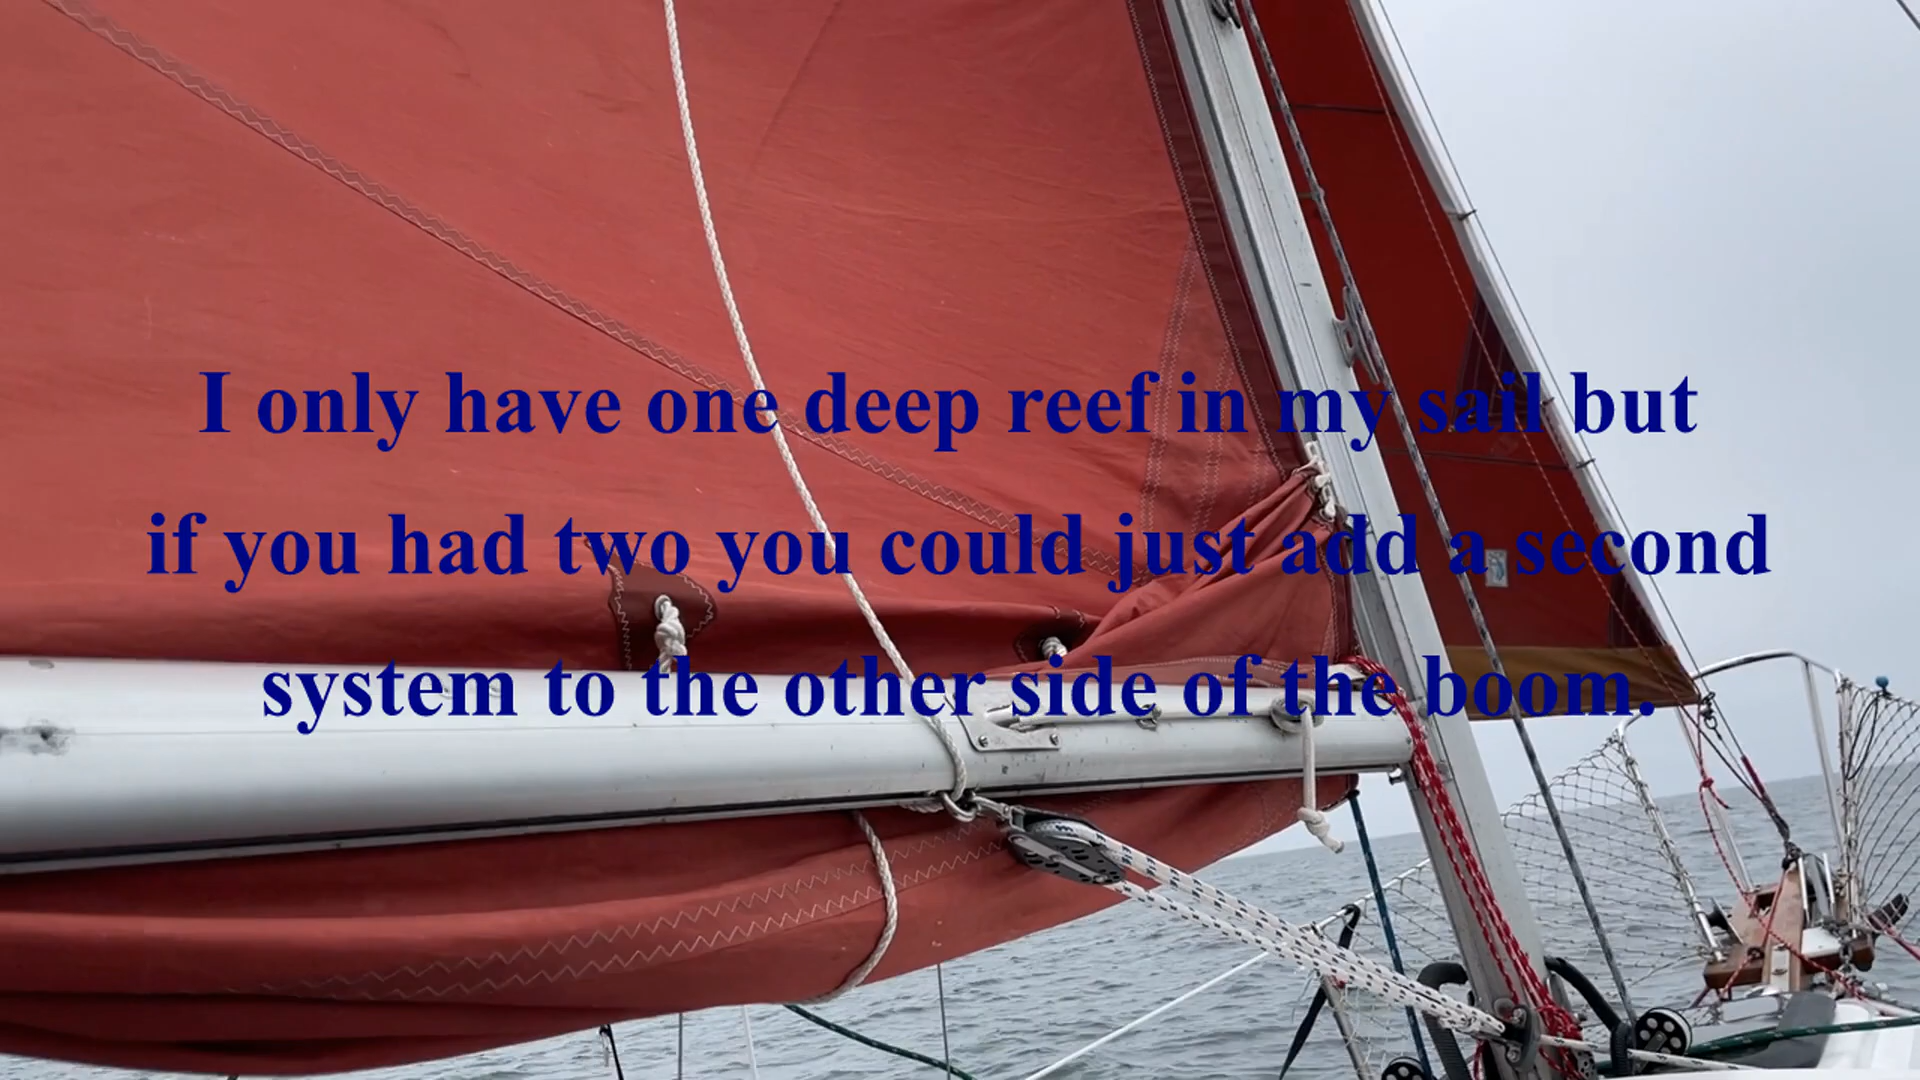 I only have one deep reef in my sail but
if you had two you could just add a second
system to the other side of the boom.